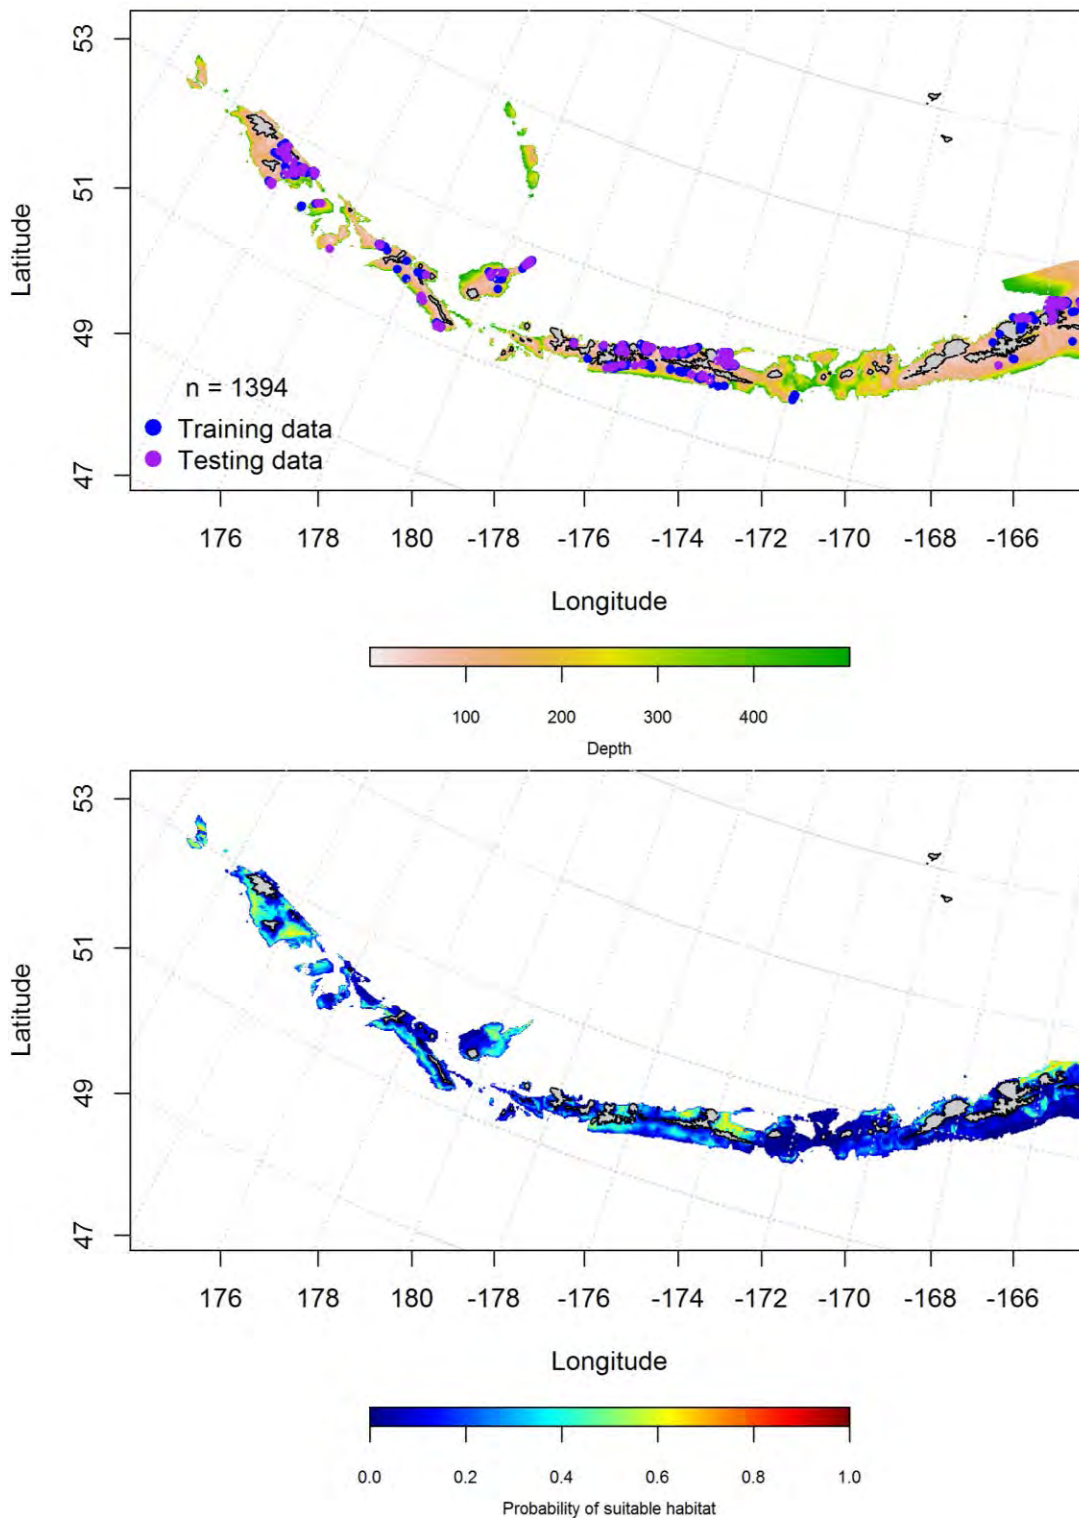 53
51
49
47
Latitude
n = 1394
Training data
Testing data
176 178 180 -178 -176 -174 -172 -170 -168 -166
Longitude
100 200 300 400
Depth
53
51
49
47
Latitude
176 178 180 -178 -176 -174 -172 -170 -168 -166
Longitude
0.0 0.2 0.4 0.6 0.8 1.0
Probability of suitable habitat